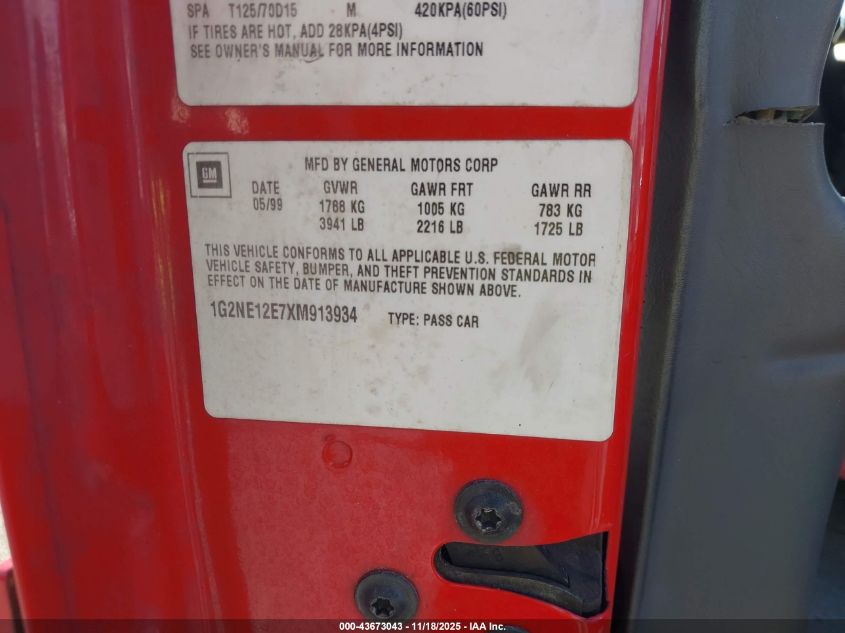 SPA T125/70D15 M 420KPA(60PSI)
IF TIRES ARE HOT, ADD 28KPA(4PSI)
SEE OWNER'S MANUAL FOR MORE INFORMATION
GM
MFD BY GENERAL MOTORS CORP
DATE GVWR GAWR FRT GAWR RR
05/99 1788 KG 1005 KG 783 KG
3941 LB 2216 LB 1725 LB
THIS VEHICLE CONFORMS TO ALL APPLICABLE U.S. FEDERAL MOTOR
VEHICLE SAFETY, BUMPER, AND THEFT PREVENTION STANDARDS IN
EFFECT ON THE DATE OF MANUFACTURE SHOWN ABOVE.
1G2NE12E7XM913934 TYPE: PASS CAR
000-43673043 - 11/18/2025 - IAA Inc.